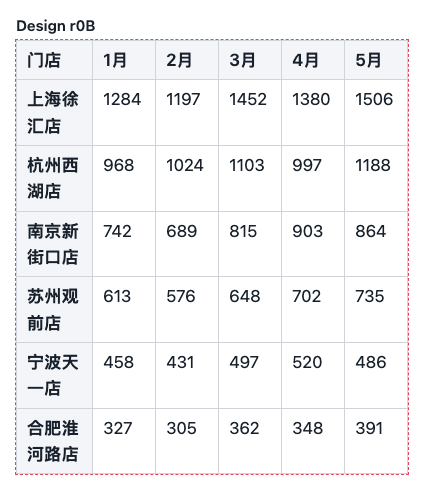 Design r0B
门店 1月 2月 3月 4月 5月
上海徐 1284 1197 1452 1380 1506
汇店
杭州西 968 1024 1103 997 1188
湖店
南京新 742 689 815 903 864
街口店
苏州观 613 576 648 702 735
前店
宁波天 458 431 497 520 486
一店
合肥淮 327 305 362 348 391
河路店